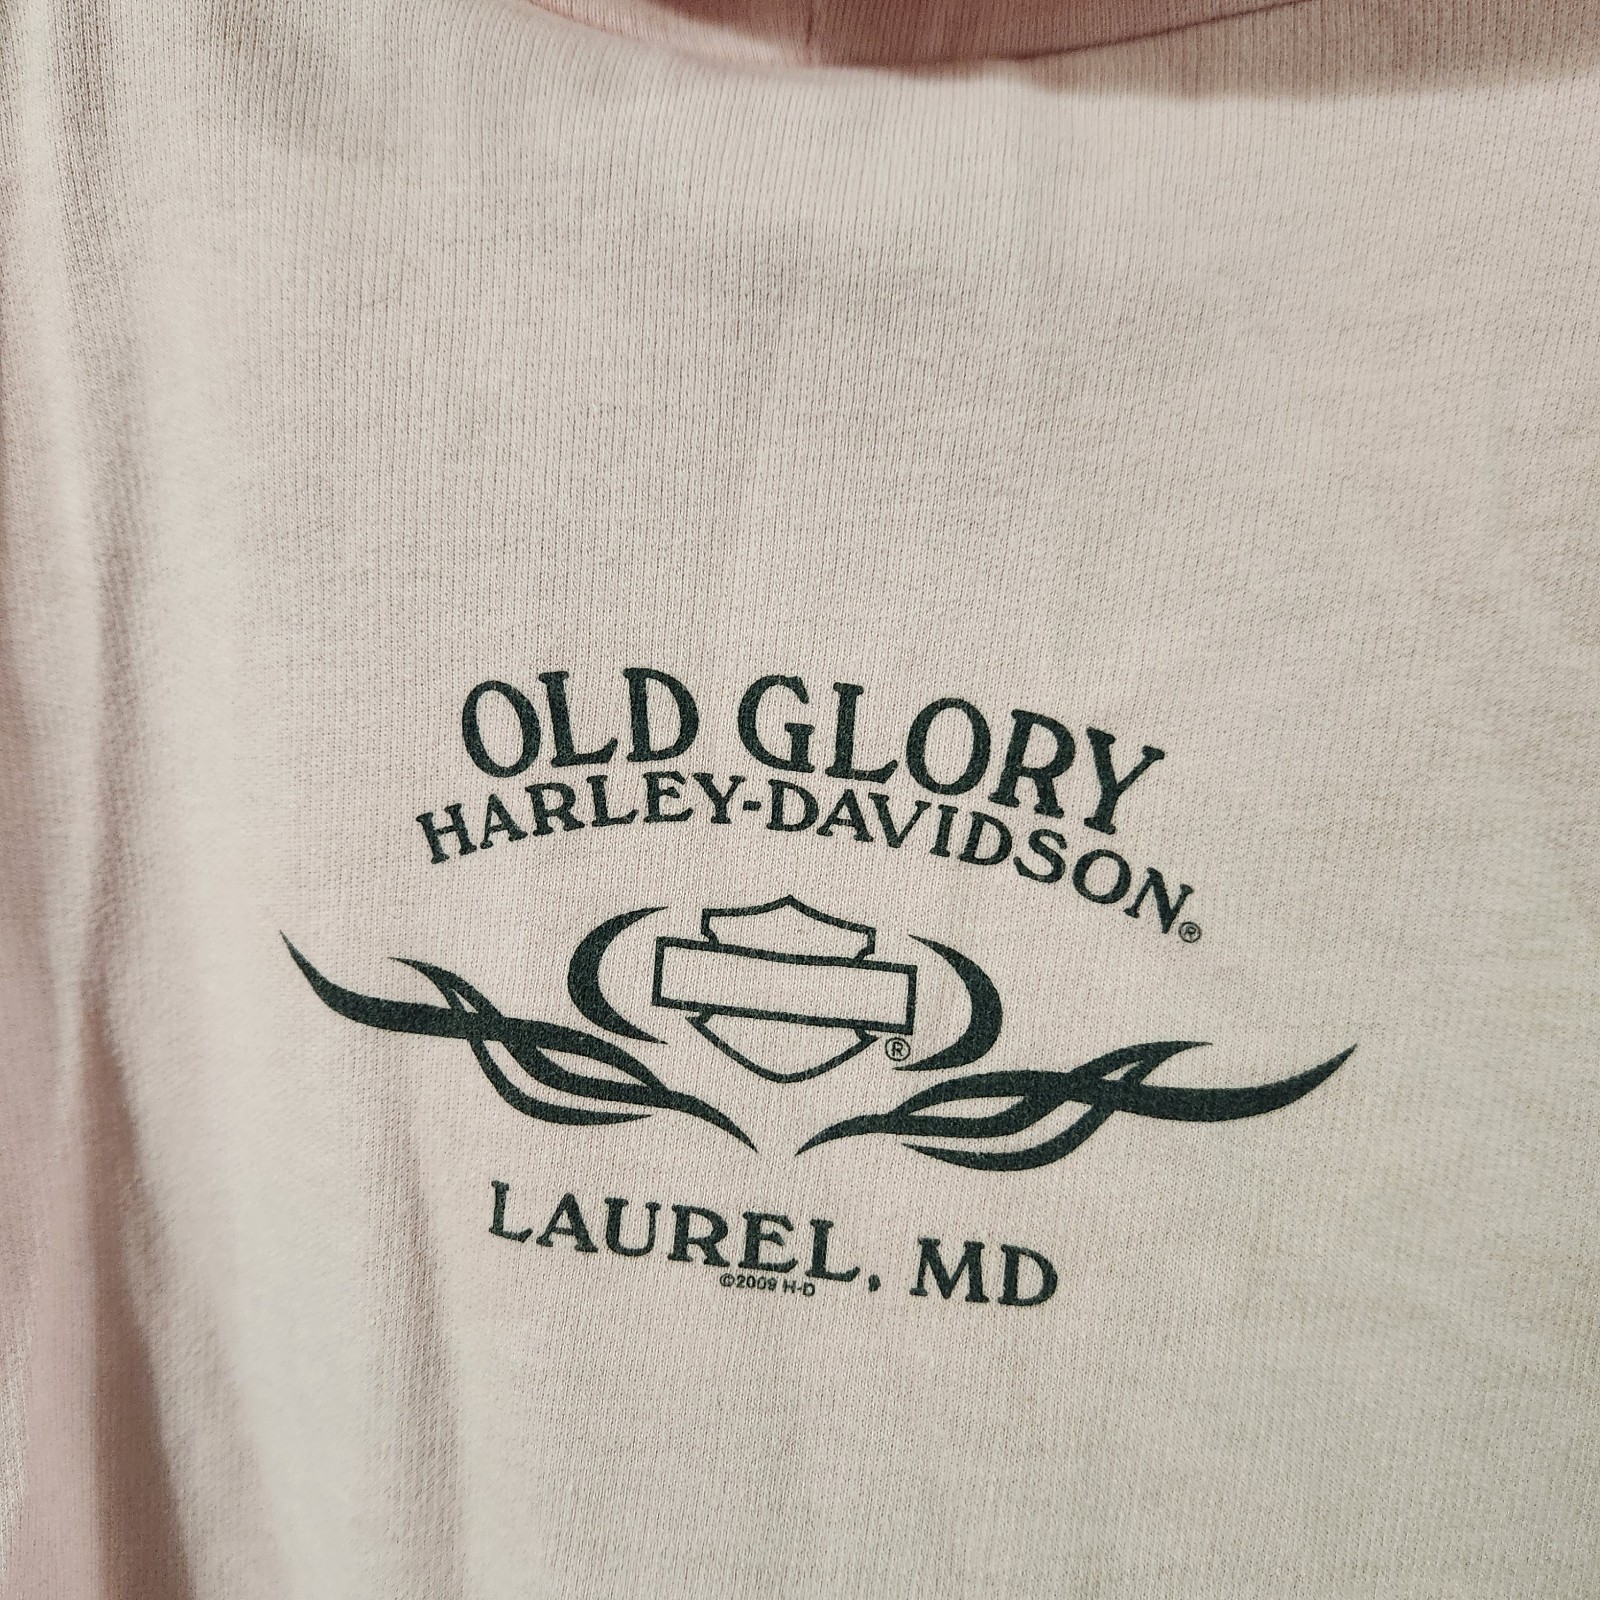 OLD GLORY
HARLEY-DAVIDSON®
®
LAUREL, MD
©2009 H-D